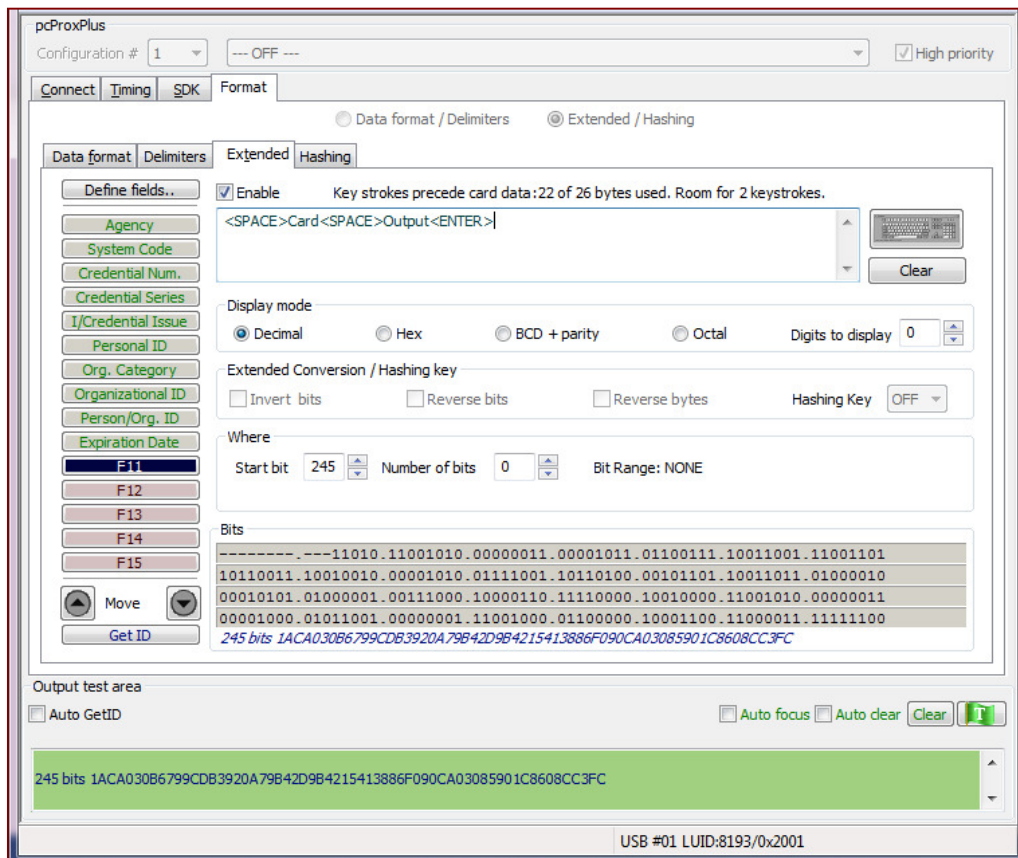 pcProxPlus
Configuration # 1 --- OFF --- High priority
Connect Timing SDK Format
Data format / Delimiters Extended / Hashing
Data format Delimiters Extended Hashing
Define fields.. Enable Key strokes precede card data:22 of 26 bytes used. Room for 2 keystrokes.
<SPACE>Card<SPACE>Output<ENTER>
Agency
System Code
Credential Num. Clear
Credential Series
Display mode
I/Credential Issue
Decimal Hex BCD + parity Octal Digits to display 0
Personal ID
Org. Category Extended Conversion / Hashing key
Organizational ID Invert bits Reverse bits Reverse bytes Hashing Key OFF
Person/Org. ID
Expiration Date Where
F11 Start bit 245 Number of bits 0 Bit Range: NONE
F12
F13
F14 Bits
F15 --------.---11010.11001010.00000011.00001011.01100111.10011001.11001101
10110011.10010010.00001010.01111001.10110100.00101101.10011011.01000010
Move 00010101.01000001.00111000.10000110.11110000.10010000.11001010.00000011
00001000.01011001.00000001.11001000.01100000.10001100.11000011.11111100
Get ID 245 bits 1ACA030B6799CDB3920A79B42D9B4215413886F090CA03085901C8608CC3FC
Output test area
Auto GetID Auto focus Auto clear Clear T
245 bits 1ACA030B6799CDB3920A79B42D9B4215413886F090CA03085901C8608CC3FC
USB #01 LUID:8193/0x2001